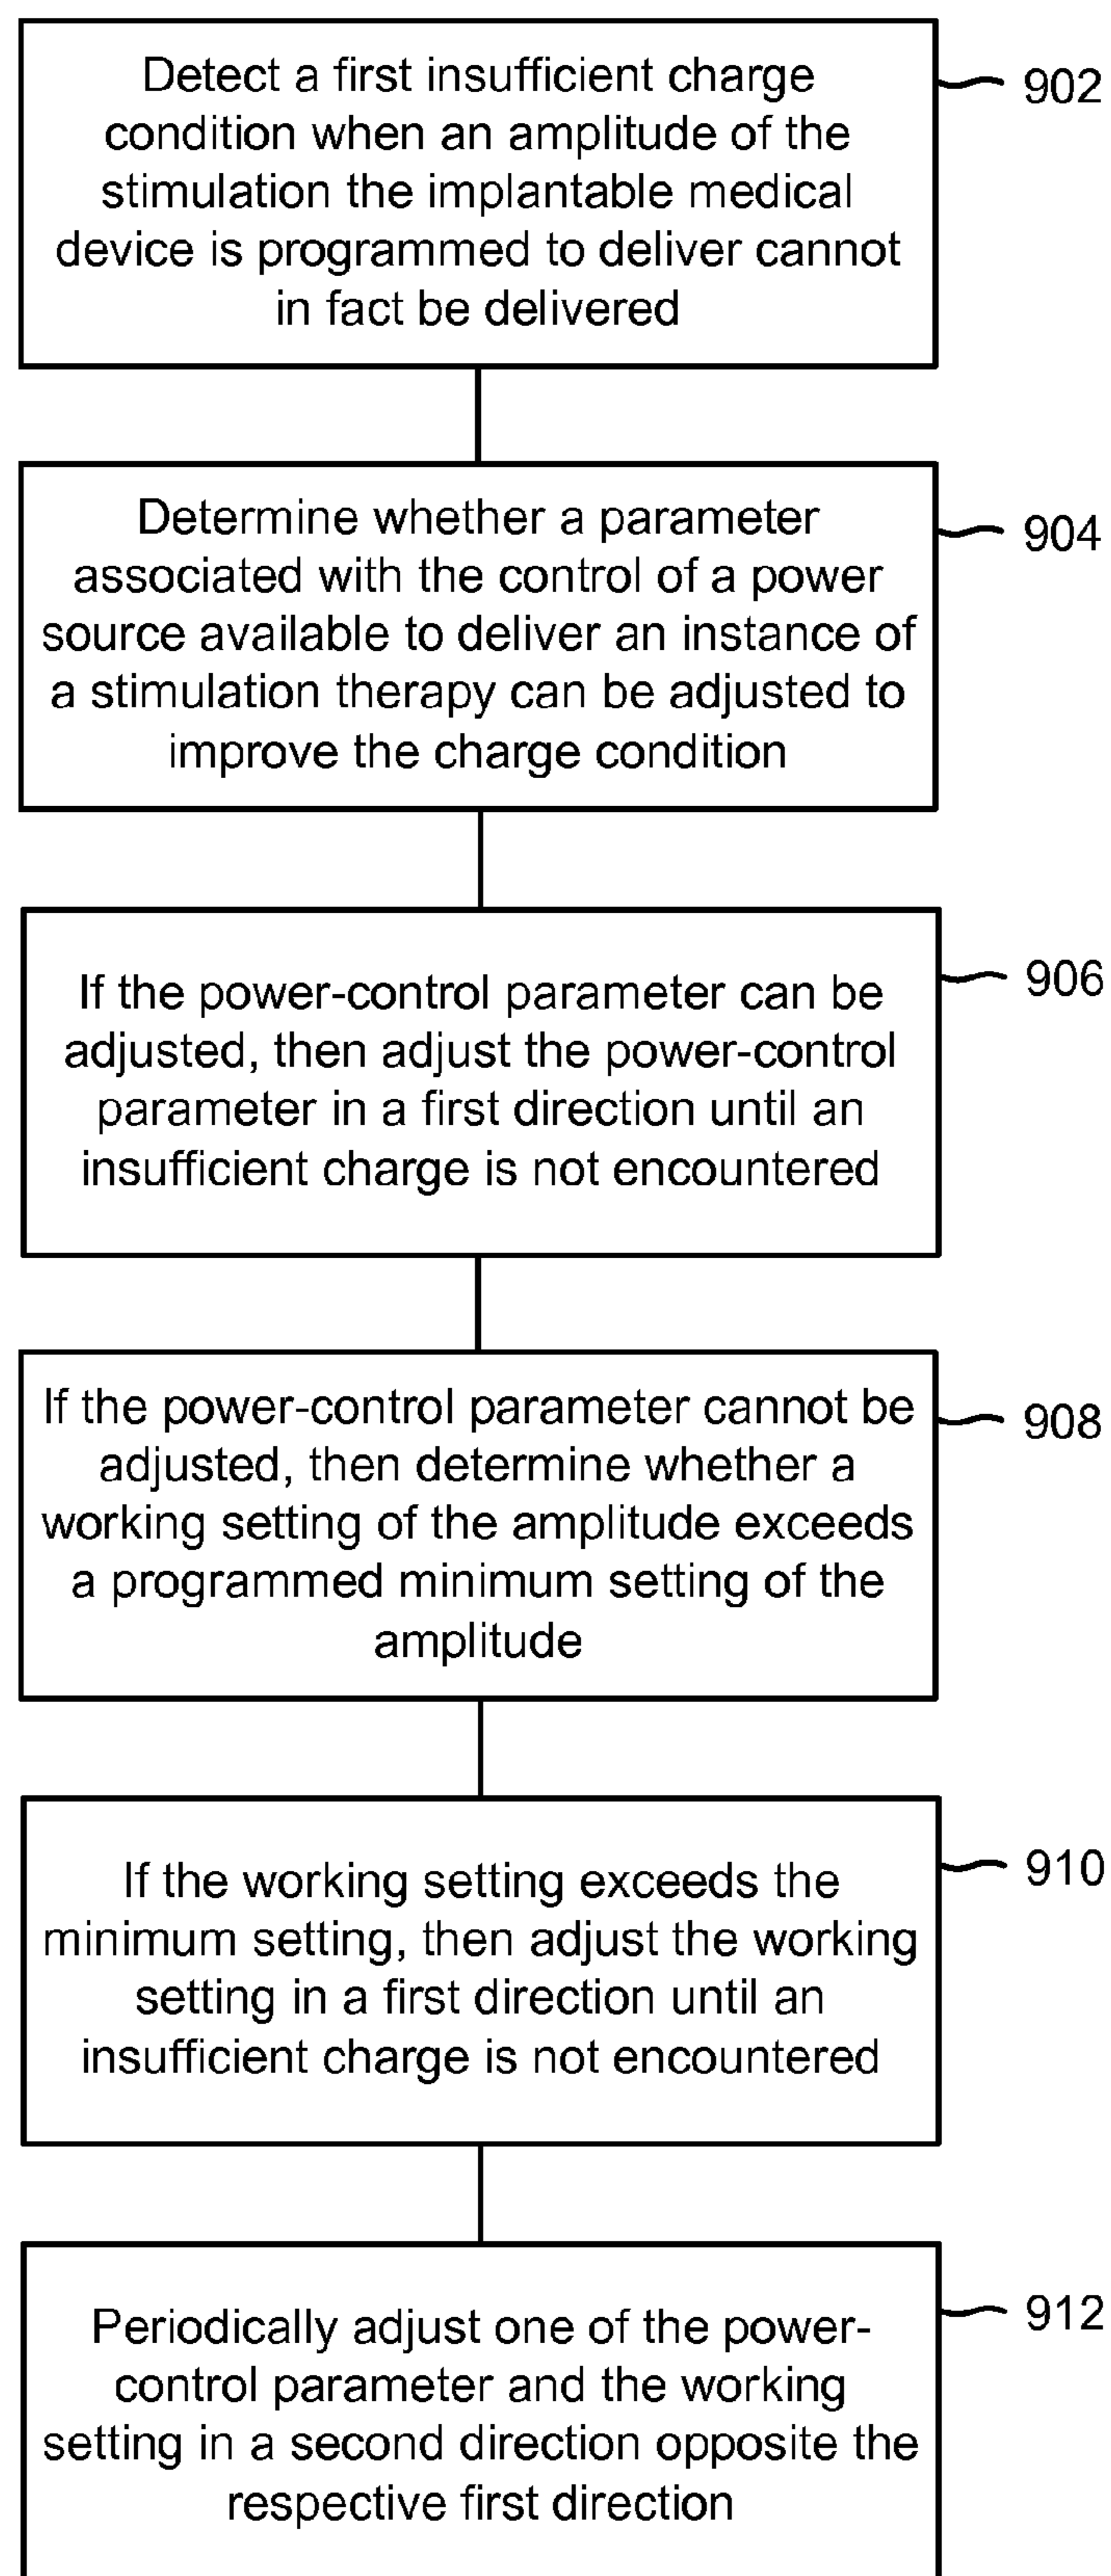 Detect a first insufficient charge
condition when an amplitude of the
stimulation the implantable medical
device is programmed to deliver cannot
in fact be delivered
902
Determine whether a parameter
associated with the control of a power
source available to deliver an instance of
a stimulation therapy can be adjusted to
improve the charge condition
904
If the power-control parameter can be
adjusted, then adjust the power-control
parameter in a first direction until an
insufficient charge is not encountered
906
If the power-control parameter cannot be
adjusted, then determine whether a
working setting of the amplitude exceeds
a programmed minimum setting of the
amplitude
908
If the working setting exceeds the
minimum setting, then adjust the working
setting in a first direction until an
insufficient charge is not encountered
910
Periodically adjust one of the power-
control parameter and the working
setting in a second direction opposite the
respective first direction
912